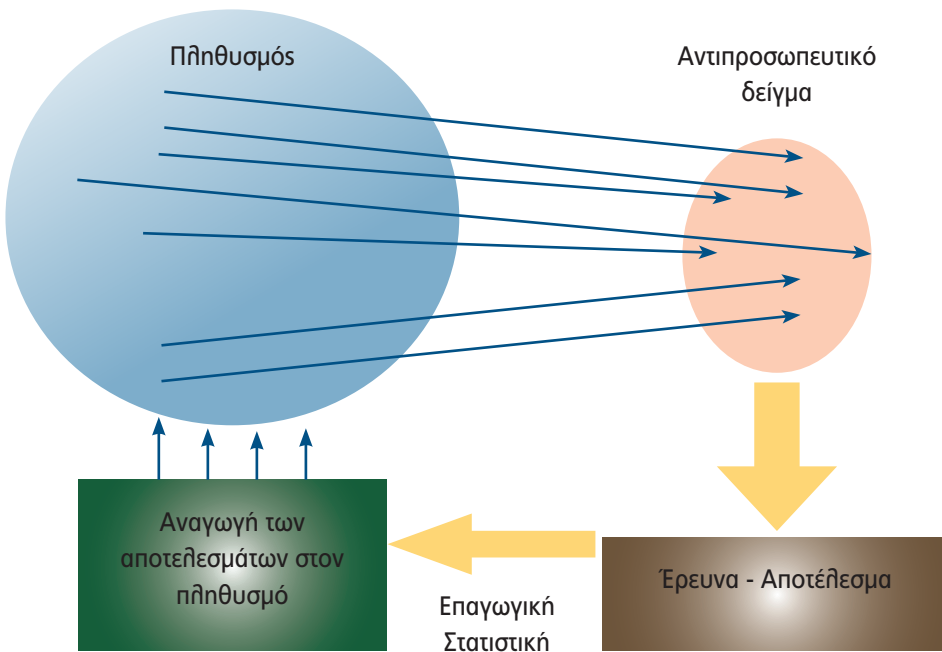 Πληθυσμός
Αντιπροσωπευτικό
δείγμα
Έρευνα - Αποτέλεσμα
Επαγωγική
Στατιστική
Αναγωγή των
αποτελεσμάτων στον
πληθυσμό